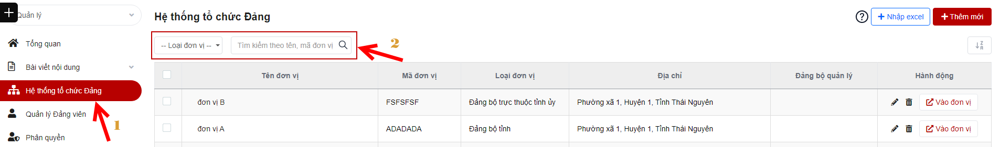 Quản lý
Tổng quan
Bài viết nội dung
Hệ thống tổ chức Đảng
Quản lý Đảng viên
Phân quyền
1
Hệ thống tổ chức Đảng
? + Nhập excel + Thêm mới
-- Loại đơn vị -- Tìm kiếm theo tên, mã đơn vị
2
Z
A
Tên đơn vị Mã đơn vị Loại đơn vị Địa chỉ Đảng bộ quản lý Hành động
đơn vị B FSFSFSF Đảng bộ trực thuộc tỉnh ủy Phường xã 1, Huyện 1, Tỉnh Thái Nguyên Vào đơn vị
đơn vị A ADADADA Đảng bộ tỉnh Phường xã 1, Huyện 1, Tỉnh Thái Nguyên Vào đơn vị